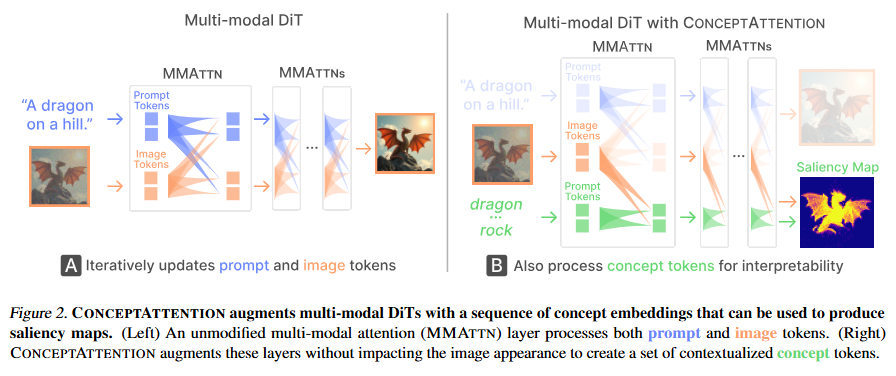 Multi-modal DiT
MMATTN
MMATTNS
Prompt
Tokens
"A dragon
on a hill."
Image
Tokens
...
A Iteratively updates prompt and image tokens
Multi-modal DiT with CONCEPTATTENTION
MMATTN
MMATTNS
Prompt
Tokens
"A dragon
on a hill."
Image
Tokens
...
Saliency Map
Prompt
Tokens
dragon
...
rock
B Also process concept tokens for interpretability
Figure 2. CONCEPTATTENTION augments multi-modal DiTs with a sequence of concept embeddings that can be used to produce
saliency maps. (Left) An unmodified multi-modal attention (MMATTN) layer processes both prompt and image tokens. (Right)
CONCEPTATTENTION augments these layers without impacting the image appearance to create a set of contextualized concept tokens.